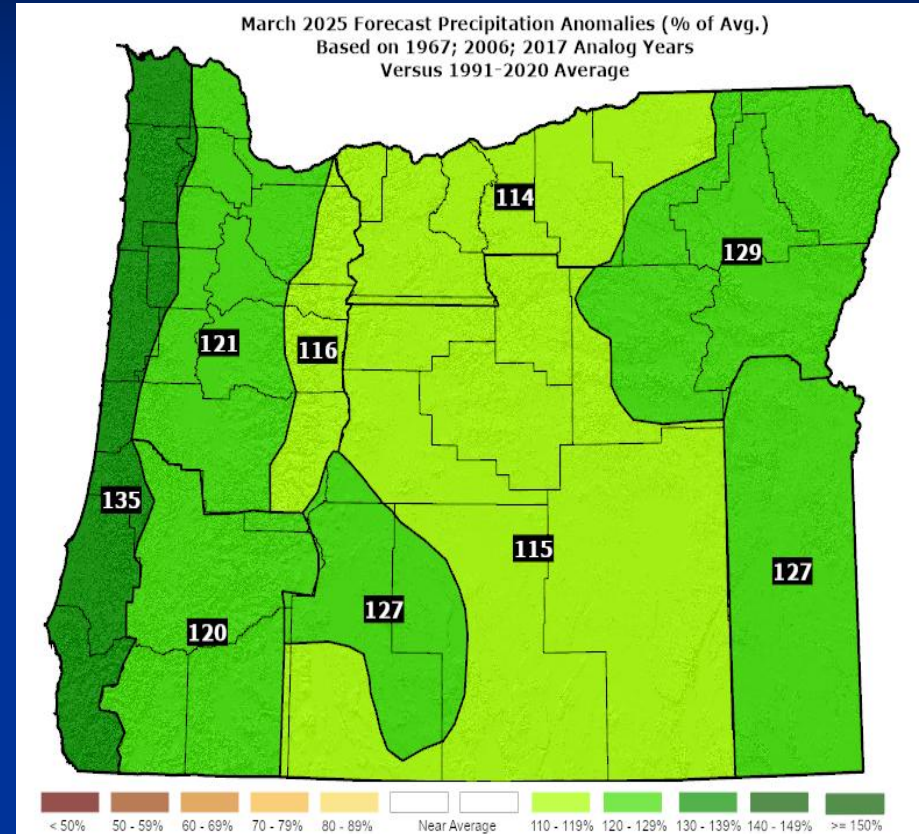 March 2025 Forecast Precipitation Anomalies (% of Avg.)
Based on 1967; 2006; 2017 Analog Years
Versus 1991-2020 Average
114
129
121
116
135
115
127
127
120
< 50%
50 - 59%
60 - 69%
70 - 79%
80 - 89%
Near Average
110 - 119%
120 - 129%
130 - 139%
140 - 149%
>= 150%